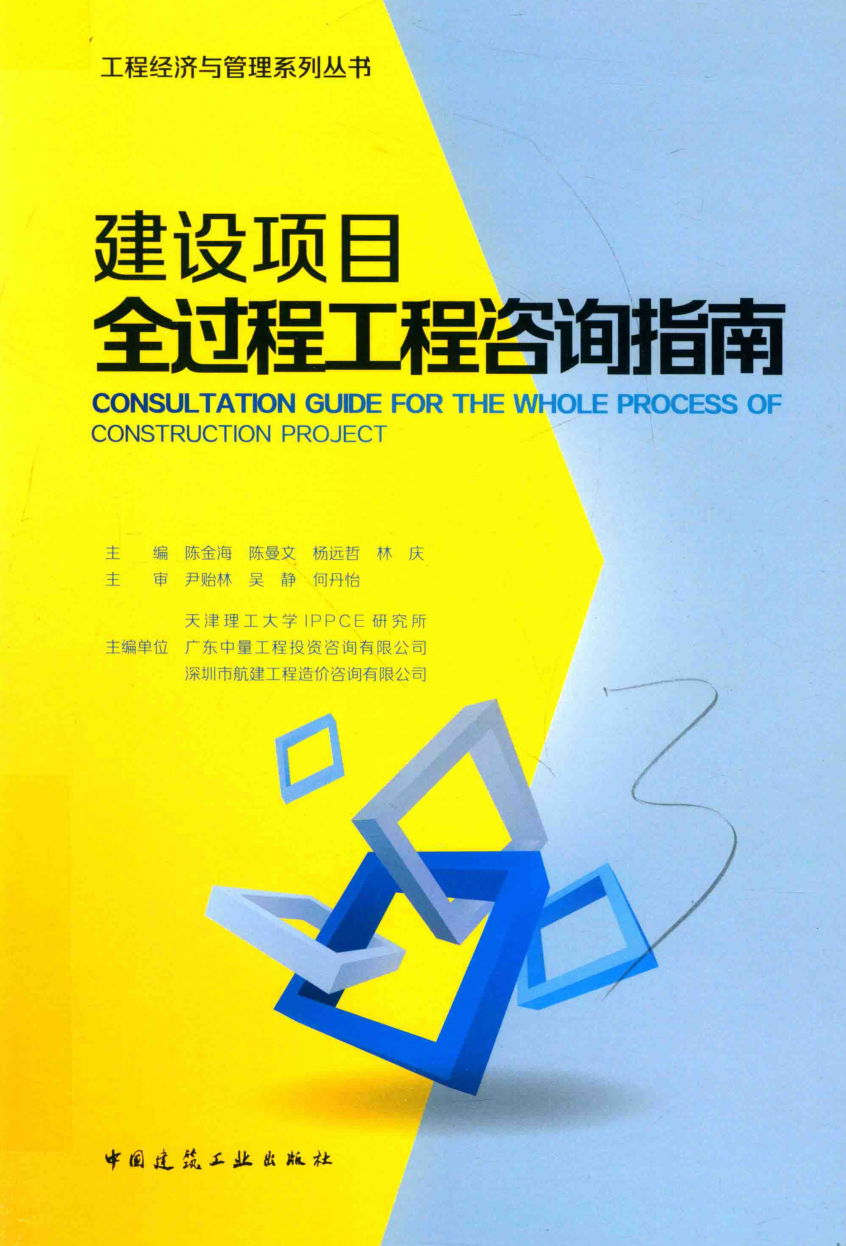 工程经济与管理系列丛书
建设项目
全过程工程咨询指南
CONSULTATION GUIDE FOR THE WHOLE PROCESS OF
CONSTRUCTION PROJECT
主 编 陈金海 陈曼文 杨远哲 林 庆
主 审 尹贻林 吴 静 何丹怡
天津理工大学IPPCE研究所
主编单位 广东中量工程投资咨询有限公司
深圳市航建工程造价咨询有限公司
3
中国建筑工业出版社